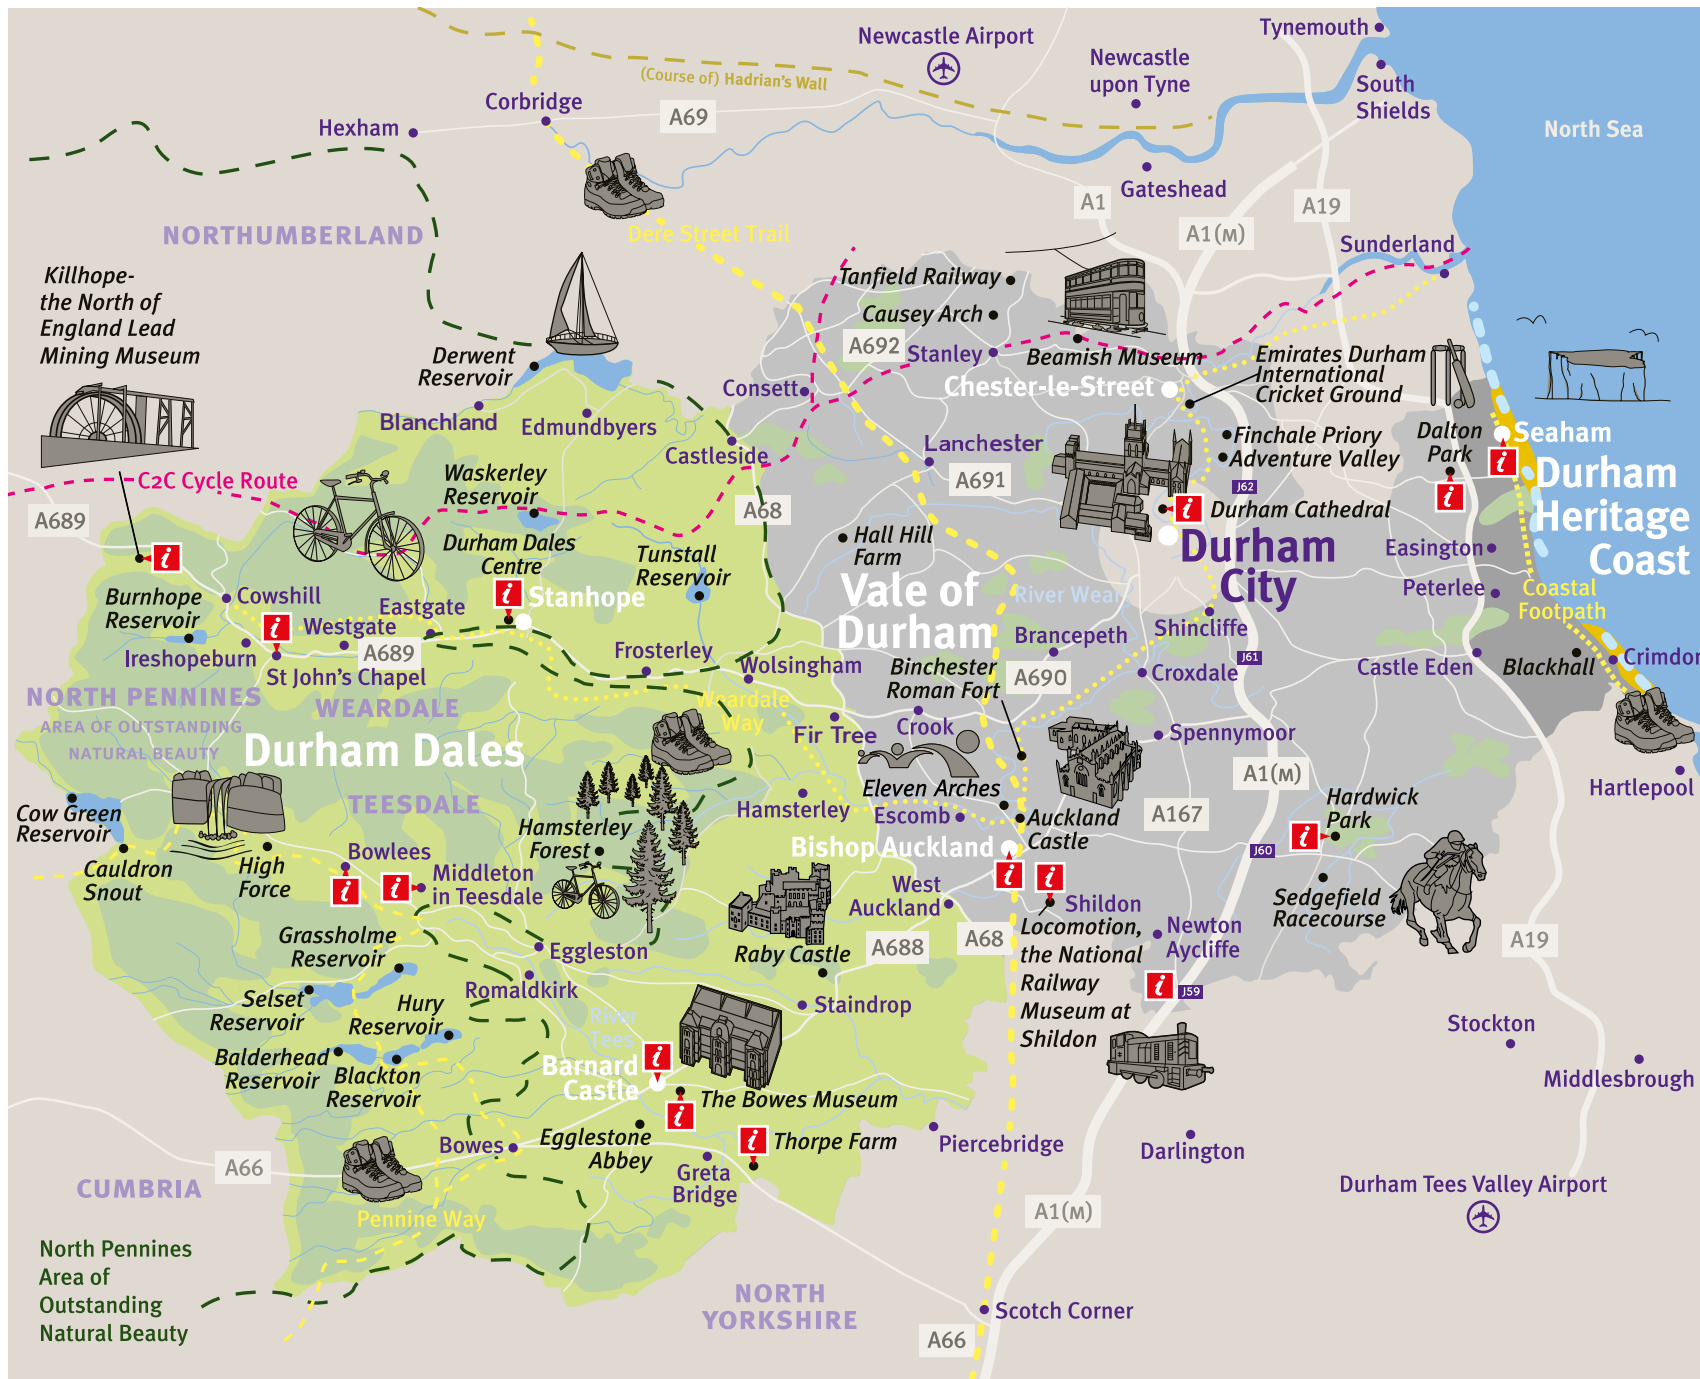 Tynemouth
Newcastle Airport
Newcastle
upon Tyne
South
Shields
(Course of) Hadrian's Wall
Corbridge
A69
Hexham
North Sea
Gateshead
A1
A19
A1(M)
NORTHUMBERLAND
Dere Street Trail
Sunderland
Killhope-
the North of
England Lead
Mining Museum
Tanfield Railway
Causey Arch
A692
Stanley
Beamish Museum
Derwent
Reservoir
Emirates Durham
International
Cricket Ground
Consett
Chester-le-Street
Blanchland
Edmundbyers
Castleside
Lanchester
Finchale Priory
Adventure Valley
Dalton
Park
Seaham
Durham
Heritage
Coast
C2C Cycle Route
Waskerley
Reservoir
A691
J62
A689
A68
Durham Cathedral
Durham
City
Hall Hill
Farm
Durham Dales
Centre
Tunstall
Reservoir
Easington
Peterlee
Coastal
Footpath
i
i
i
Burnhope
Reservoir
Cowshill
Eastgate
i
Stanhope
Vale of
Durham
River Wear
i
Westgate
A689
Ireshopeburn
St John's Chapel
Frosterley
Wolsingham
Brancepeth
Shincliffe
J61
Binchester
Roman Fort
A690
Croxdale
Castle Eden
Blackhall
Crimdon
i
NORTH PENNINES
AREA OF OUTSTANDING
NATURAL BEAUTY
WEARDALE
Weardale
Way
Durham Dales
Fir Tree
Crook
Spennymoor
A1(M)
Hartlepool
TEESDALE
Eleven Arches
Hamsterley
Escomb
Auckland
Castle
A167
Hardwick
Park
i
Cow Green
Reservoir
Hamsterley
Forest
Bishop Auckland
J60
Cauldron
Snout
High
Force
Bowlees
i
i
Middleton
in Teesdale
West
Auckland
i
i
Shildon
Locomotion,
the National
Railway
Museum at
Shildon
Sedgefield
Racecourse
Newton
Aycliffe
Grassholme
Reservoir
Eggleston
Raby Castle
A688
A68
A19
Selset
Reservoir
Hury
Reservoir
Romaldkirk
Staindrop
i
J59
River
Tees
Stockton
Balderhead
Reservoir
Blackton
Reservoir
Barnard
Castle
i
Middlesbrough
The Bowes Museum
i
Bowes
Egglestone
Abbey
i
Thorpe Farm
Piercebridge
Darlington
A66
Greta
Bridge
CUMBRIA
Durham Tees Valley Airport
Pennine Way
A1(M)
North Pennines
Area of
Outstanding
Natural Beauty
NORTH
YORKSHIRE
Scotch Corner
A66